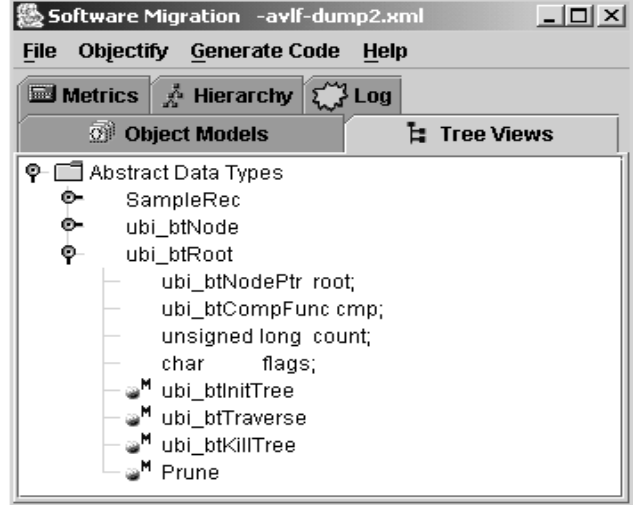 Software Migration -avlf-dump2.xml
File Objectify Generate Code Help
Metrics Hierarchy Log
Object Models Tree Views
Abstract Data Types
SampleRec
ubi_btNode
ubi_btRoot
ubi_btNodePtr root;
ubi_btCompFunc cmp;
unsigned long count;
char flags;
M ubi_btInitTree
M ubi_btTraverse
M ubi_btKillTree
M Prune